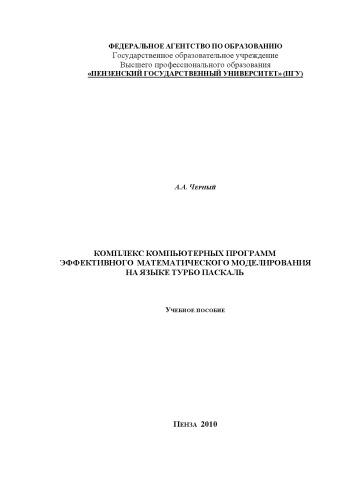 ФЕДЕРАЛЬНОЕ АГЕНТСТВО ПО ОБРАЗОВАНИЮ
Государственное образовательное учреждение
Высшего профессионального образования
«ПЕНЗЕНСКИЙ ГОСУДАРСТВЕННЫЙ УНИВЕРСИТЕТ» (ПГУ)
А.А. Черный
КОМПЛЕКС КОМПЬЮТЕРНЫХ ПРОГРАММ
ЭФФЕКТИВНОГО МАТЕМАТИЧЕСКОГО МОДЕЛИРОВАНИЯ
НА ЯЗЫКЕ ТУРБО ПАСКАЛЬ
УЧЕБНОЕ ПОСОБИЕ
ПЕНЗА 2010